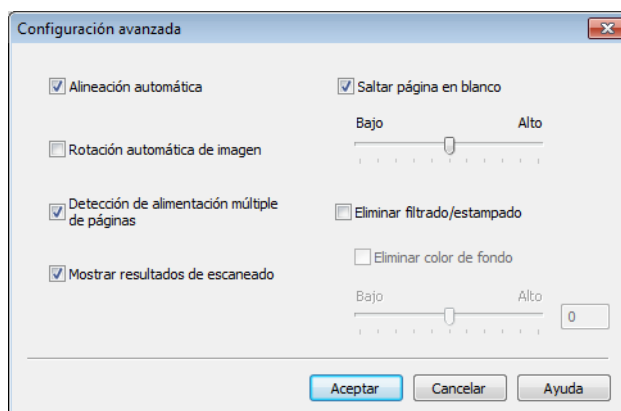 Configuración avanzada
Alineación automática
Rotación automática de imagen
Detección de alimentación múltiple
de páginas
Mostrar resultados de escaneado
Saltar página en blanco
Bajo Alto
Eliminar filtrado/estampado
Eliminar color de fondo
Bajo Alto
0
Aceptar Cancelar Ayuda